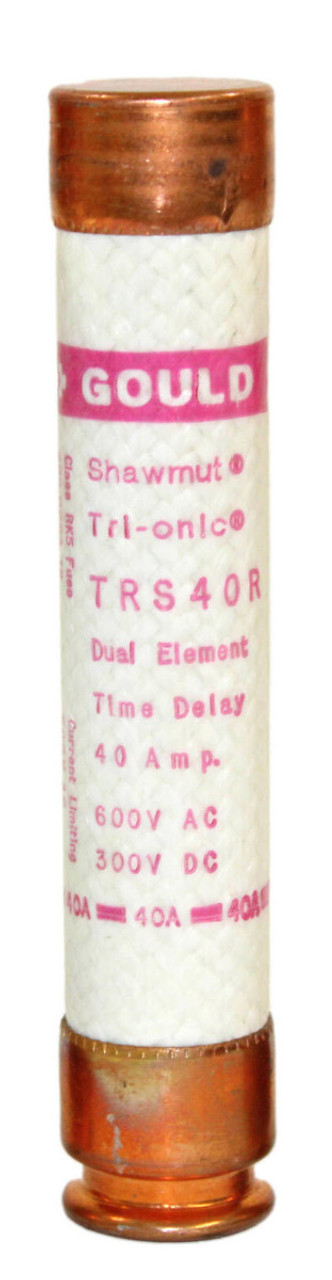 GOULD
Shawmut®
Tri-onic®
TRS40R
Dual Element
Time Delay
40 Amp.
600V AC
300V DC
40A 40A 40A
Class RK5 Fuse
Current Limiting